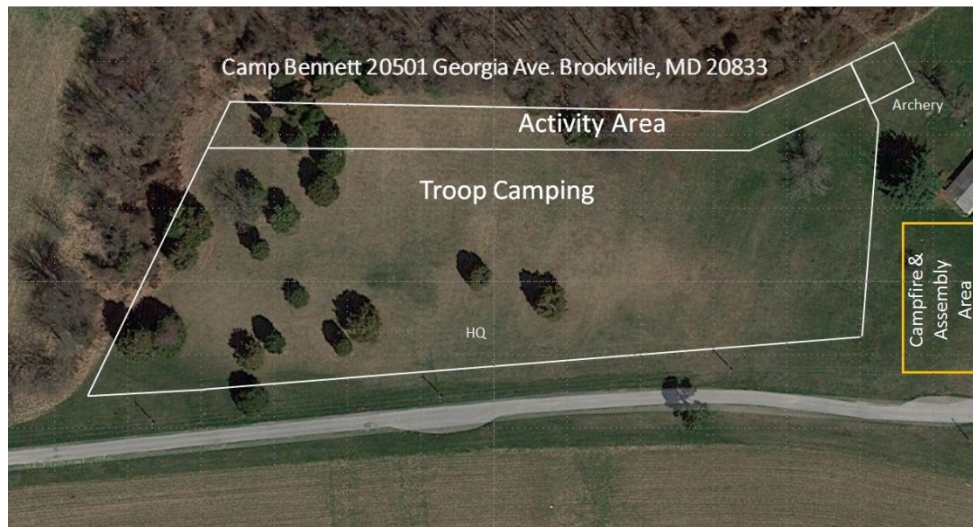 Camp Bennett 20501 Georgia Ave. Brookville, MD 20833
Archery
Activity Area
Troop Camping
Campfire &
Assembly
Area
HQ